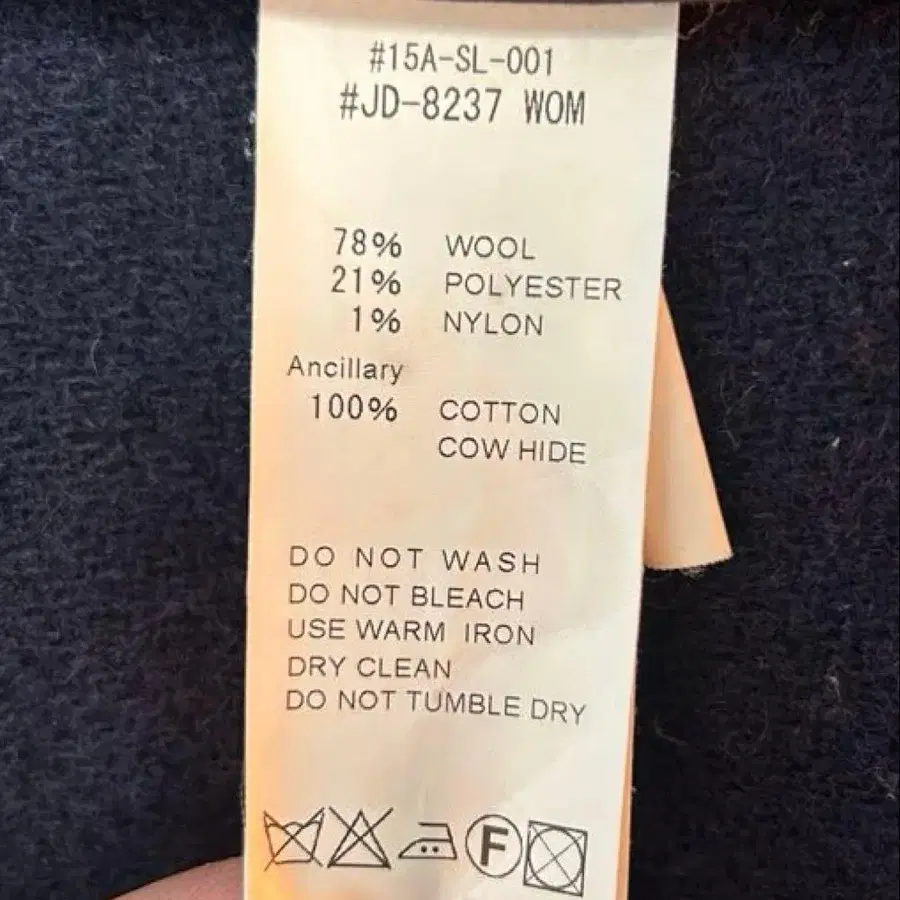 #15A-SL-001
#JD-8237 WOM
78% WOOL
21% POLYESTER
1% NYLON
Ancillary
100% COTTON
COW HIDE
DO NOT WASH
DO NOT BLEACH
USE WARM IRON
DRY CLEAN
DO NOT TUMBLE DRY
F